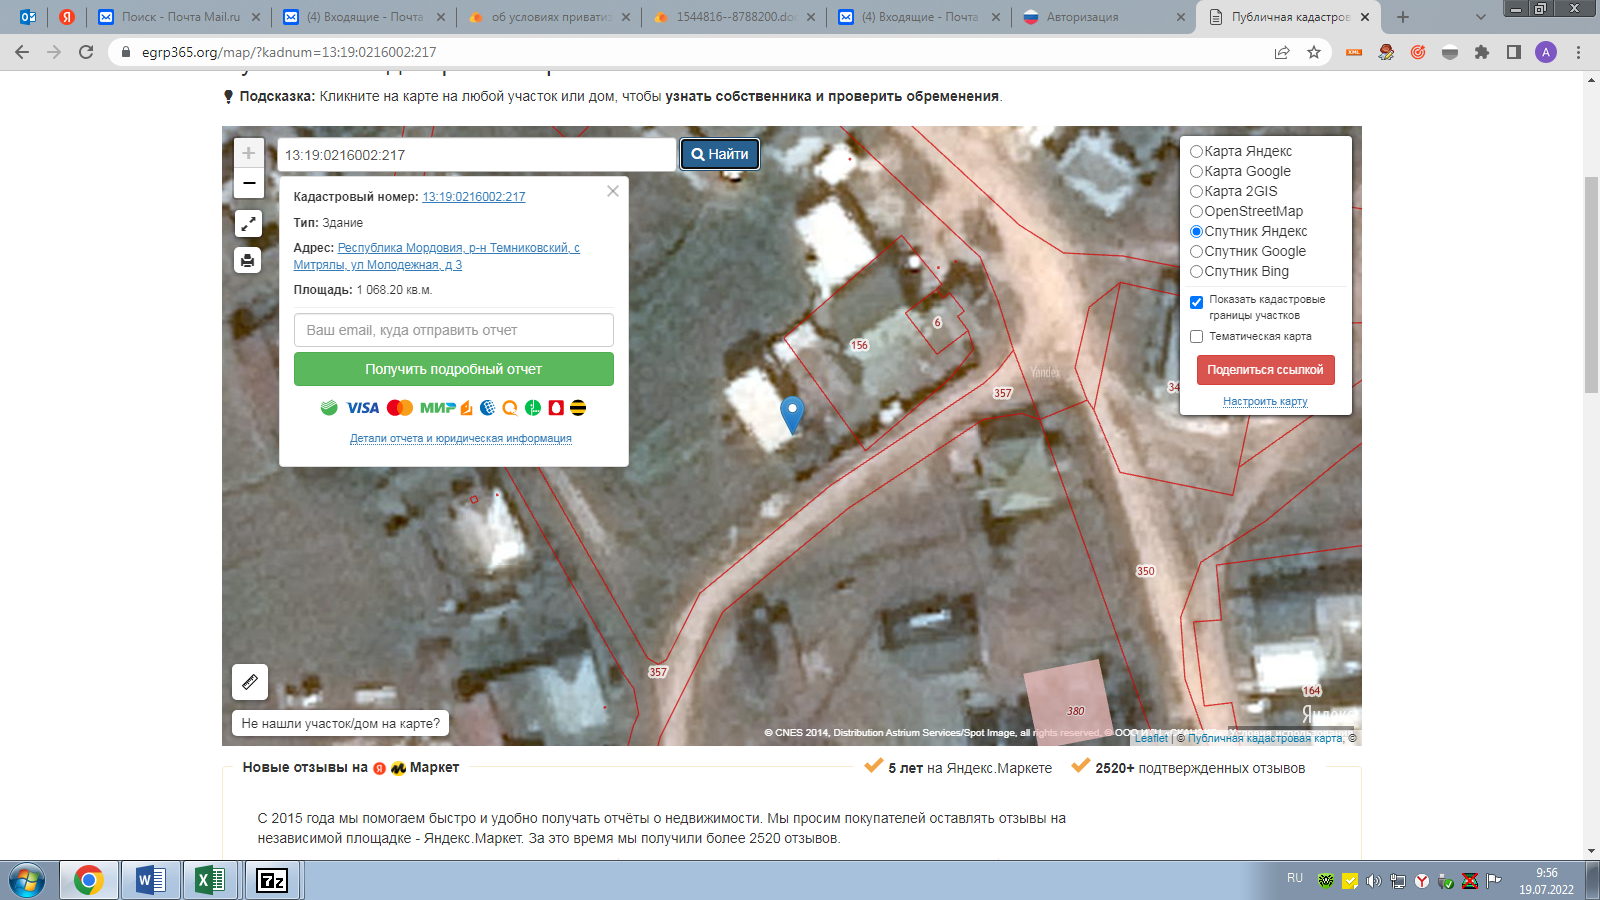 Поиск - Почта Mail.ru
(4) Входящие - Почта
об условиях привати
1544816--8788200.do
(4) Входящие - Почта
Авторизация
Публичная кадастров
egrp365.org/map/?kadnum=13:19:0216002:217
Подсказка: Кликните на карте на любой участок или дом, чтобы узнать собственника и проверить обременения.
13:19:0216002:217
Найти
Кадастровый номер: 13:19:0216002:217
Тип: Здание
Адрес: Республика Мордовия, р-н Темниковский, с
Митрялы, ул Молодежная, д 3
Площадь: 1 068.20 кв.м.
Ваш email, куда отправить отчет
Получить подробный отчет
VISA
МИР
Детали отчета и юридическая информация
Карта Яндекс
Карта Google
Карта 2GIS
OpenStreetMap
Спутник Яндекс
Спутник Google
Спутник Bing
Показать кадастровые
границы участков
Тематическая карта
Поделиться ссылкой
Настроить карту
6
156
357
Yandex
34
350
357
164
380
Яндекс
Не нашли участок/дом на карте?
© CNES 2014, Distribution Astrium Services/Spot Image, all rights reserved, ©
Leaflet | © Публичная кадастровая карта, ©
Новые отзывы на Я Маркет
5 лет на Яндекс.Маркете
2520+ подтвержденных отзывов
С 2015 года мы помогаем быстро и удобно получать отчёты о недвижимости. Мы просим покупателей оставлять отзывы на
независимой площадке - Яндекс.Маркет. За это время мы получили более 2520 отзывов.
7z
RU
9:56
19.07.2022